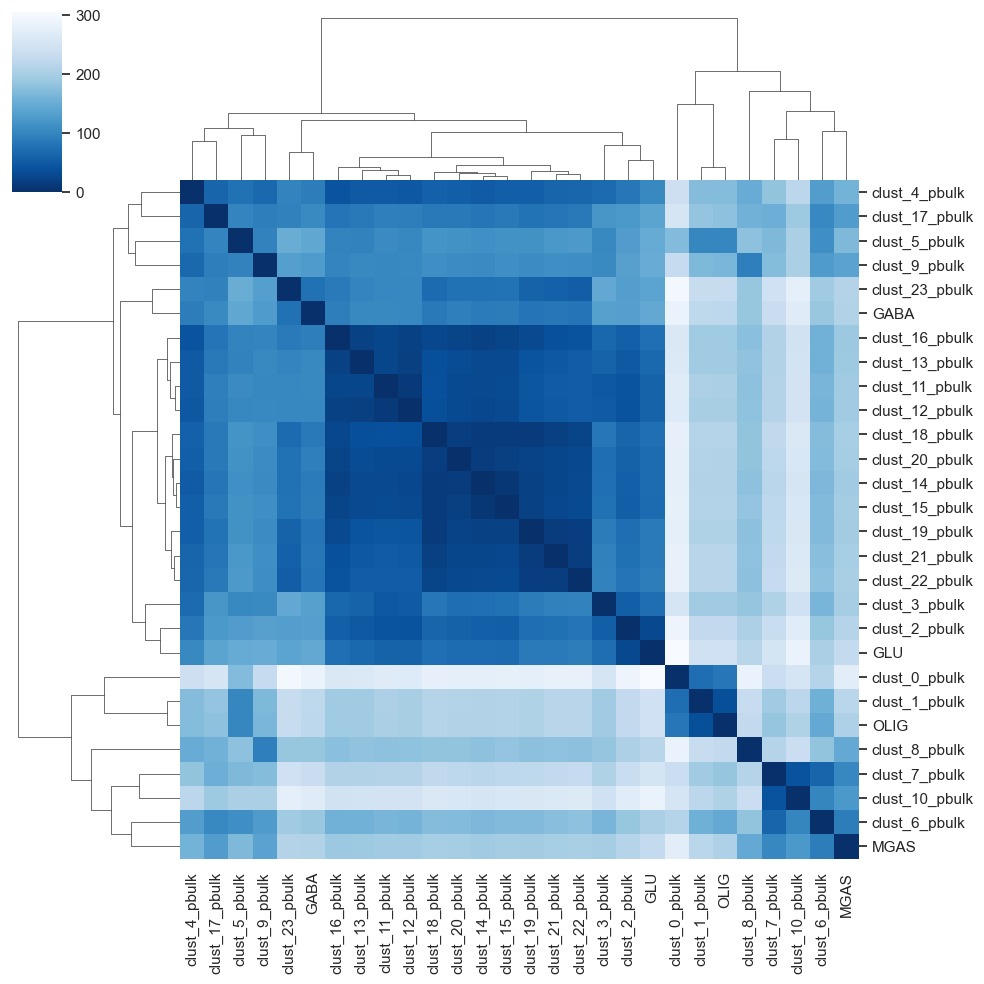 300
200
100
0
clust_4_pbulk
clust_17_pbulk
clust_5_pbulk
clust_9_pbulk
clust_23_pbulk
GABA
clust_16_pbulk
clust_13_pbulk
clust_11_pbulk
clust_12_pbulk
clust_18_pbulk
clust_20_pbulk
clust_14_pbulk
clust_15_pbulk
clust_19_pbulk
clust_21_pbulk
clust_22_pbulk
clust_3_pbulk
clust_2_pbulk
GLU
clust_0_pbulk
clust_1_pbulk
OLIG
clust_8_pbulk
clust_7_pbulk
clust_10_pbulk
clust_6_pbulk
MGAS
clust_4_pbulk
clust_17_pbulk
clust_5_pbulk
clust_9_pbulk
clust_23_pbulk
GABA
clust_16_pbulk
clust_13_pbulk
clust_11_pbulk
clust_12_pbulk
clust_18_pbulk
clust_20_pbulk
clust_14_pbulk
clust_15_pbulk
clust_19_pbulk
clust_21_pbulk
clust_22_pbulk
clust_3_pbulk
clust_2_pbulk
GLU
clust_0_pbulk
clust_1_pbulk
OLIG
clust_8_pbulk
clust_7_pbulk
clust_10_pbulk
clust_6_pbulk
MGAS